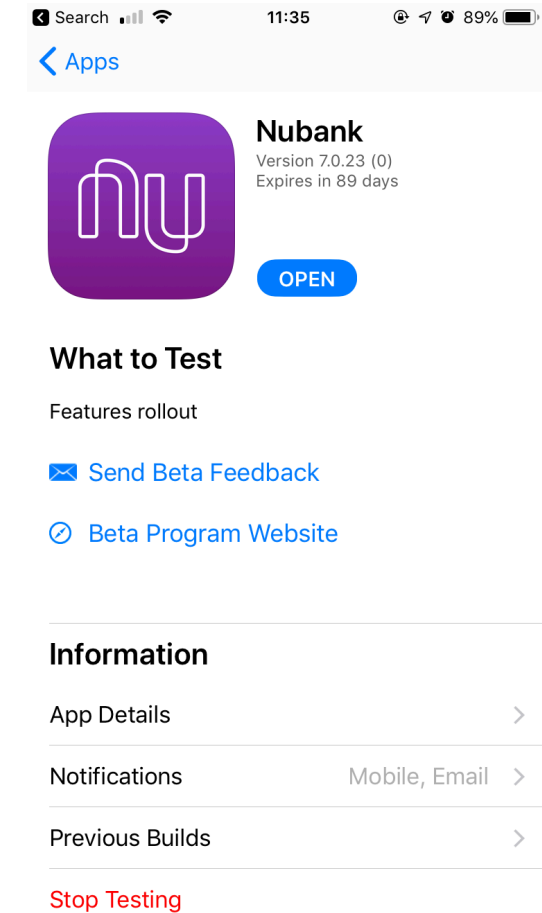 Search
11:35
89%
Apps
nu
Nubank
Version 7.0.23 (0)
Expires in 89 days
OPEN
What to Test
Features rollout
Send Beta Feedback
Beta Program Website
Information
App Details
Notifications Mobile, Email
Previous Builds
Stop Testing